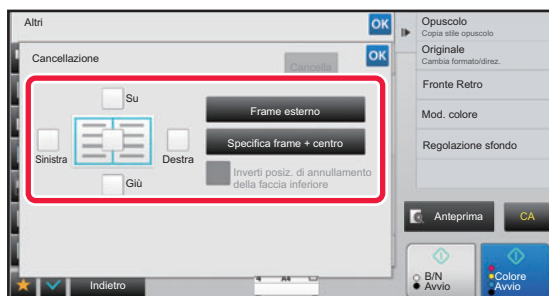 Altri
OK
Cancellazione
Cancella
OK
Su
Sinistra
Destra
Giù
Frame esterno
Specifica frame + centro
Inverti posiz. di annullamento
della faccia inferiore
Indietro
A4
Opuscolo
Copia stile opuscolo
Originale
Cambia formato/direz.
Fronte Retro
Mod. colore
Regolazione sfondo
Anteprima
CA
B/N
Avvio
Colore
Avvio